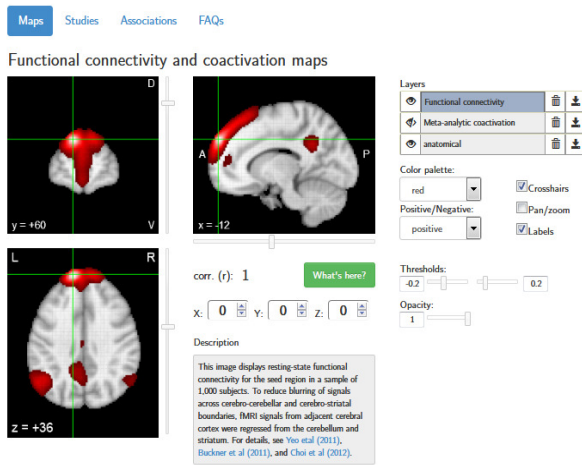 Maps Studies Associations FAQs
Functional connectivity and coactivation maps
D
y = +60
V
A
P
x = -12
L
R
z = +36
corr. (r): 1
What's here?
X: 0 Y: 0 Z: 0
Description
This image displays resting-state functional
connectivity for the seed region in a sample of
1,000 subjects. To reduce blurring of signals
across cerebro-cerebellar and cerebro-striatal
boundaries, fMRI signals from adjacent cerebral
cortex were regressed from the cerebellum and
striatum. For details, see Yeo etal (2011),
Buckner et al (2011), and Choi et al (2012).
Layers
Functional connectivity
Meta-analytic coactivation
anatomical
Color palette:
red
Positive/Negative:
positive
Crosshairs
Pan/zoom
Labels
Thresholds:
-0.2 0.2
Opacity:
1